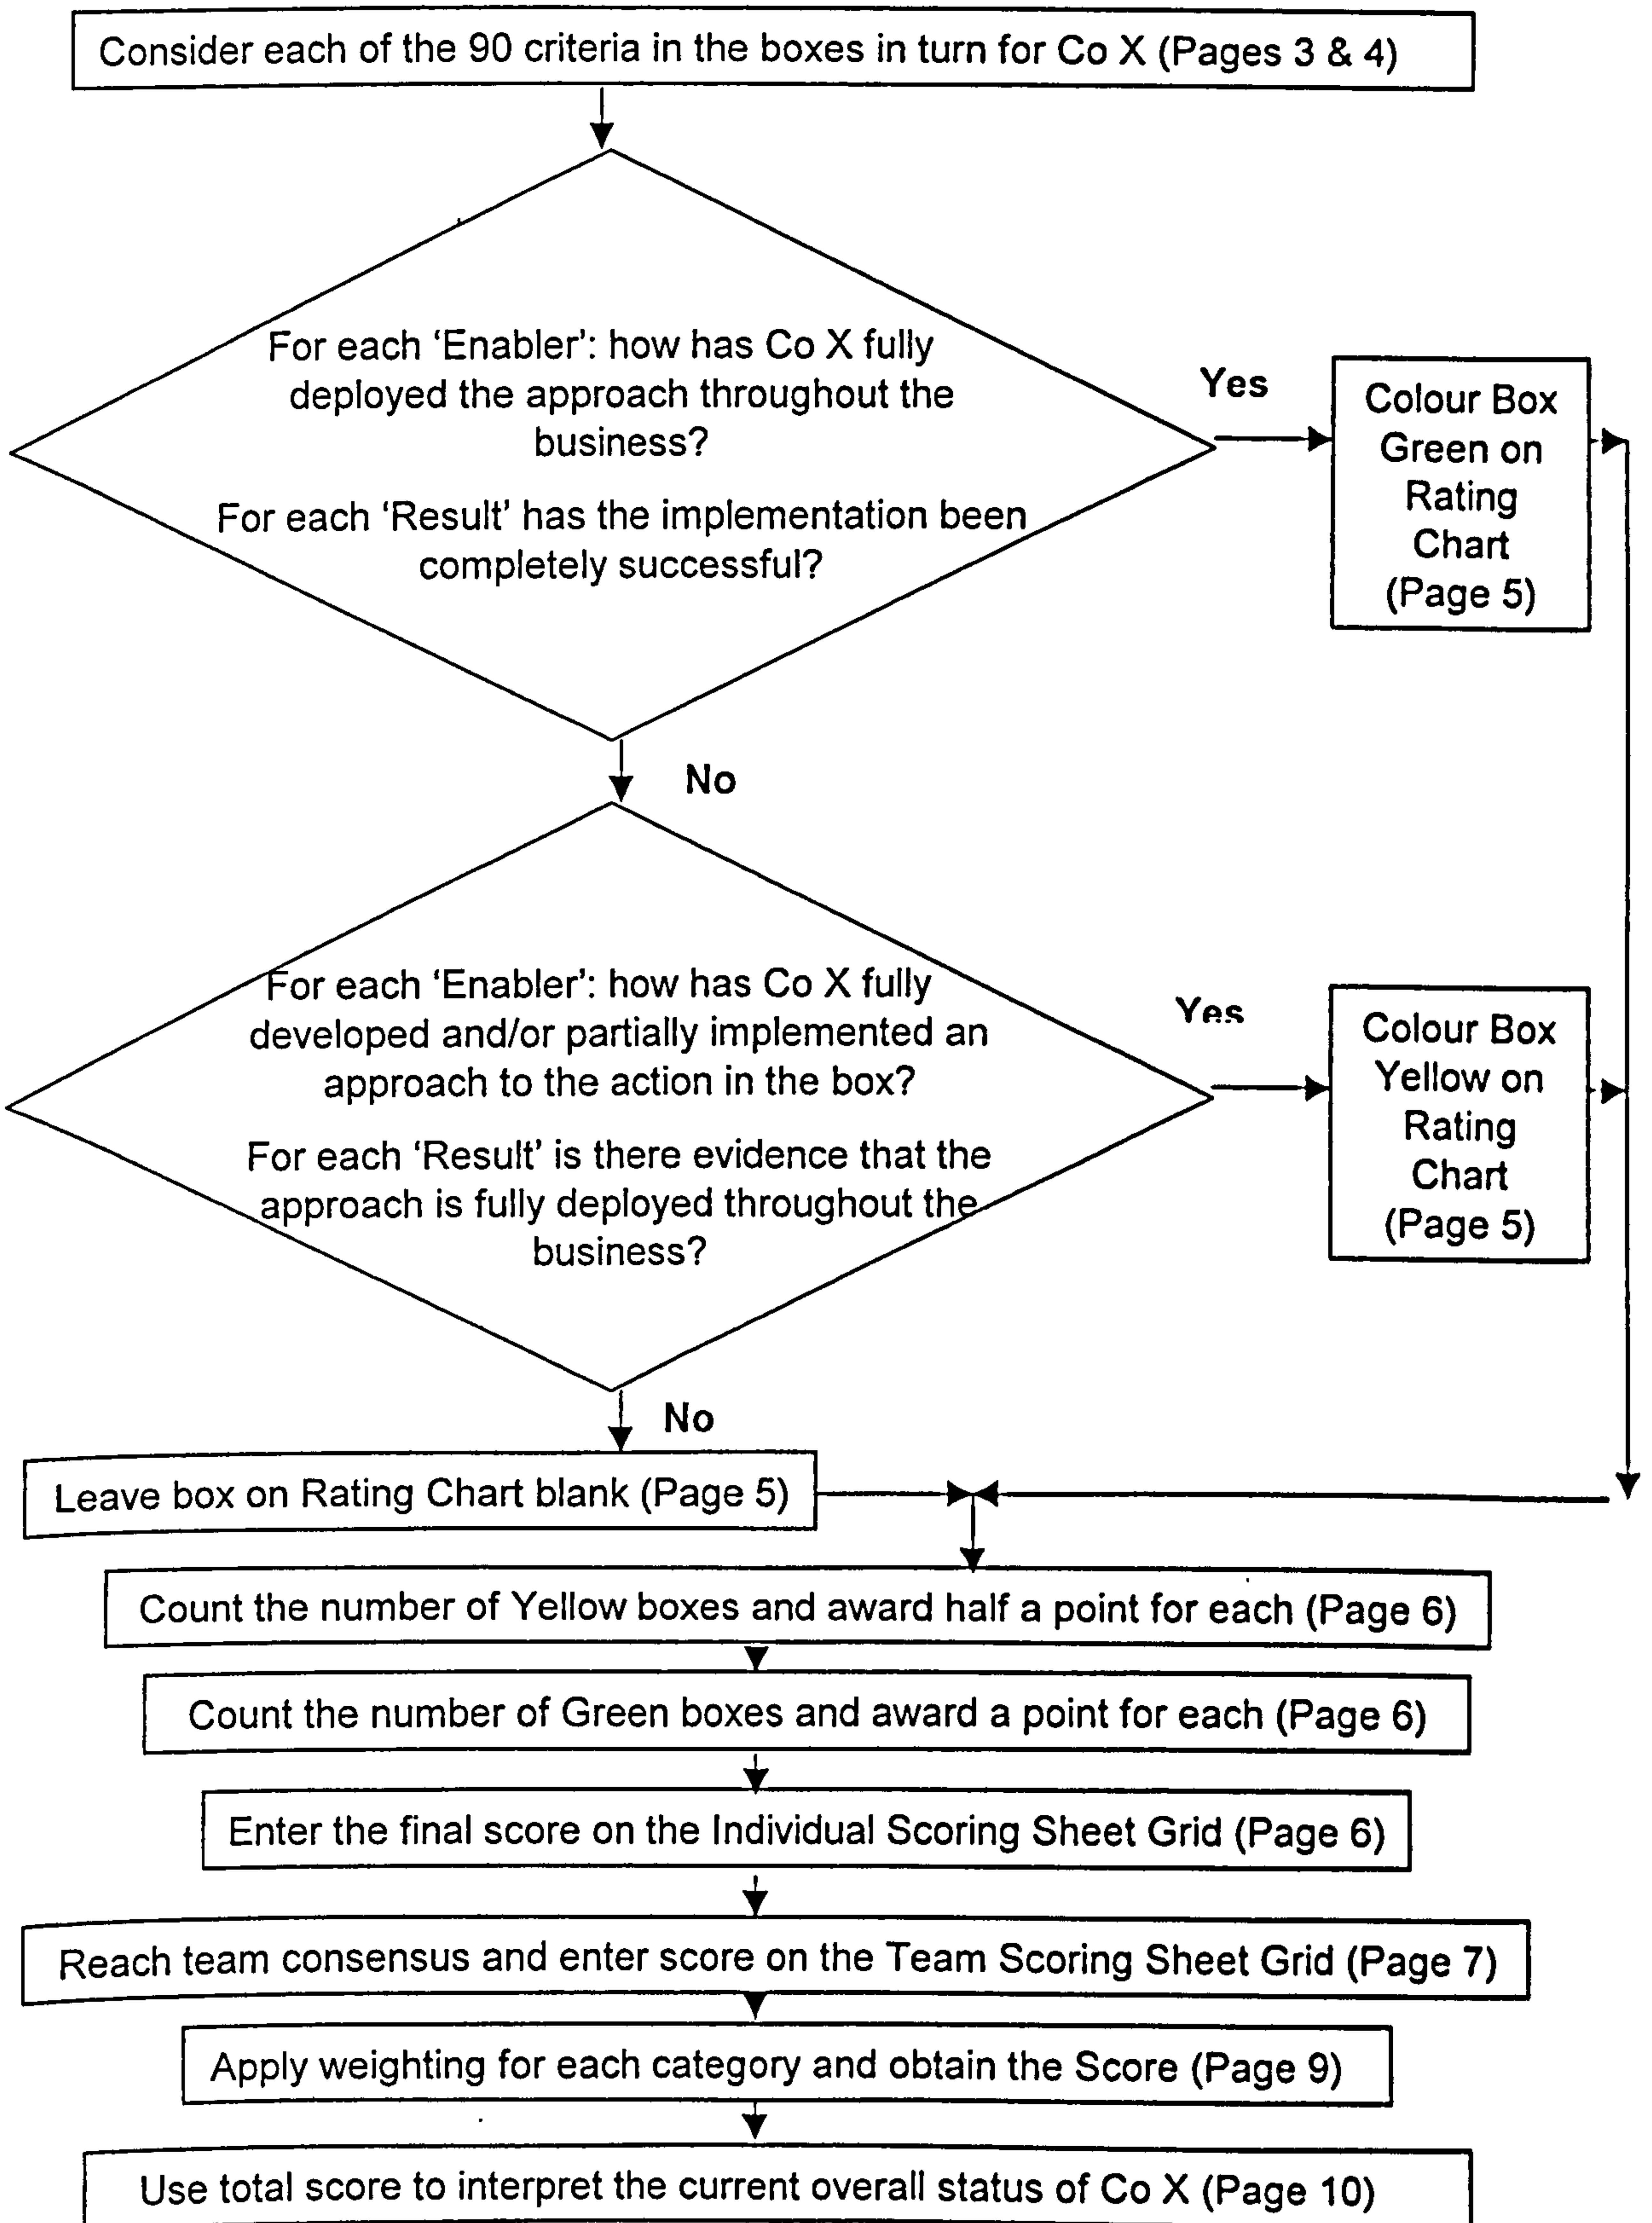 Consider each of the 90 criteria in the boxes in turn for Co X (Pages 3 & 4)
For each ‘Enabler’: how has Co X fully
deployed the approach throughout the
business?
For each ‘Result’ has the implementation been
completely successful?
Yes
Colour Box
Green on
Rating
Chart
(Page 5)
No
For each ‘Enabler’: how has Co X fully
developed and/or partially implemented an
approach to the action in the box?
For each ‘Result’ is there evidence that the
approach is fully deployed throughout the
business?
Yes
Colour Box
Yellow on
Rating
Chart
(Page 5)
No
Leave box on Rating Chart blank (Page 5)
Count the number of Yellow boxes and award half a point for each (Page 6)
Count the number of Green boxes and award a point for each (Page 6)
Enter the final score on the Individual Scoring Sheet Grid (Page 6)
Reach team consensus and enter score on the Team Scoring Sheet Grid (Page 7)
Apply weighting for each category and obtain the Score (Page 9)
Use total score to interpret the current overall status of Co X (Page 10)